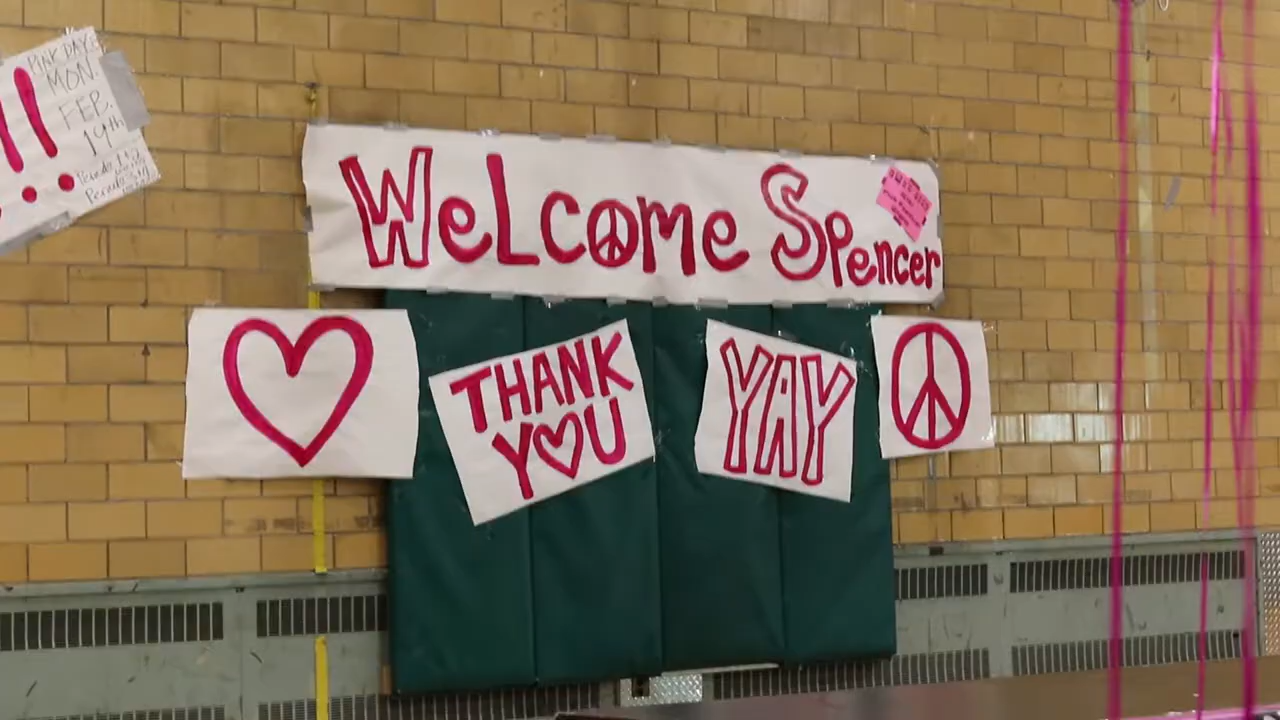 !!
PINK DAY
MON.
FEB.
19th
WeLcome Spencer
THANK
YOU
YAY